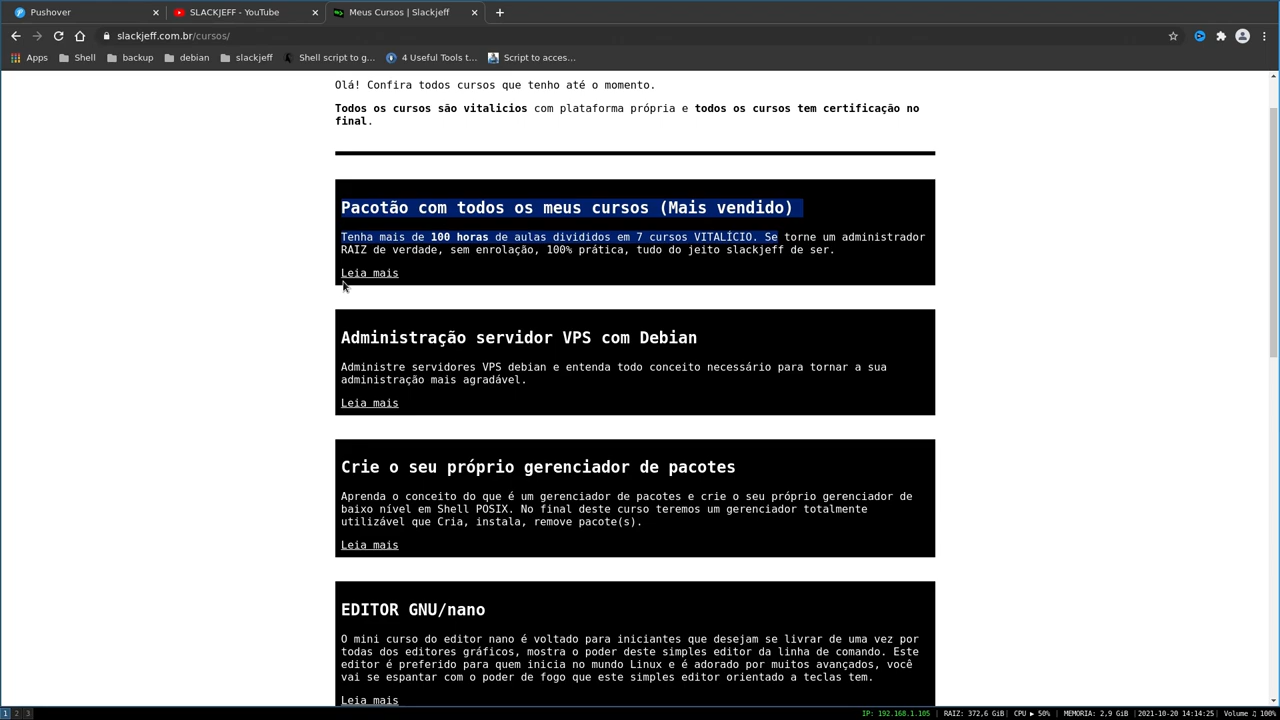 Pushover
SLACKJEFF - YouTube
Meus Cursos | Slackjeff
slackjeff.com.br/cursos/
Apps
Shell
backup
debian
slackjeff
Shell script to g...
4 Useful Tools t...
Script to acces...
Olá! Confira todos cursos que tenho até o momento.
Todos os cursos são vitalicios com plataforma própria e todos os cursos tem certificação no
final.
Pacotão com todos os meus cursos (Mais vendido)
Tenha mais de 100 horas de aulas divididos em 7 cursos VITALÍCIO. Se torne um administrador
RAIZ de verdade, sem enrolação, 100% prática, tudo do jeito slackjeff de ser.
Leia mais
Administração servidor VPS com Debian
Administre servidores VPS debian e entenda todo conceito necessário para tornar a sua
administração mais agradável.
Leia mais
Crie o seu próprio gerenciador de pacotes
Aprenda o conceito do que é um gerenciador de pacotes e crie o seu próprio gerenciador de
baixo nível em Shell POSIX. No final deste curso teremos um gerenciador totalmente
utilizável que Cria, instala, remove pacote(s).
Leia mais
EDITOR GNU/nano
O mini curso do editor nano é voltado para iniciantes que desejam se livrar de uma vez por
todas dos editores gráficos, mostra o poder deste simples editor da linha de comando. Este
editor é preferido para quem inicia no mundo Linux e é adorado por muitos avançados, você
vai se espantar com o poder de fogo que este simples editor orientado a teclas tem.
Leia mais
1 2 3
IP: 192.168.1.105 | RAIZ: 372,6 GiB | CPU ▶ 50% | MEMORIA: 2,9 GiB | 2021-10-20 14:14:25 | Volume ♫ 100%